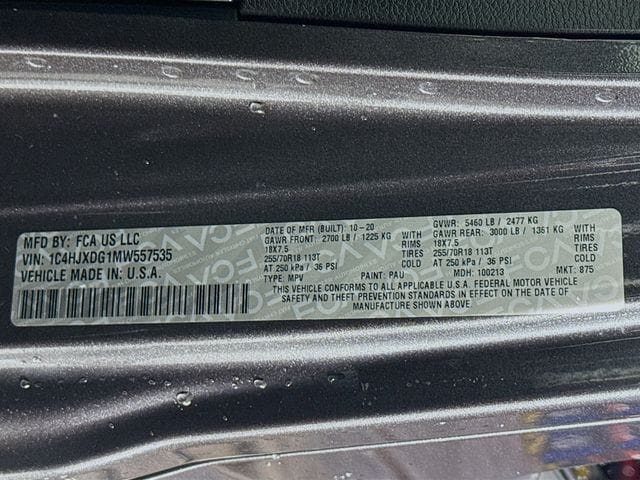 MFD BY: FCA US LLC
VIN: 1C4HJXDG1MW557535
VEHICLE MADE IN: U.S.A.
DATE OF MFR (BUILT): 10-20
GAWR FRONT: 2700 LB / 1225 KG WITH
18X7.5 RIMS
255/70R18 113T TIRES
AT 250 kPa / 36 PSI COLD
TYPE: MPV PAINT: PAU
GVWR: 5460 LB / 2477 KG
GAWR REAR: 3000 LB / 1361 KG WITH
18X7.5 RIMS
255/70R18 113T TIRES
AT 250 kPa / 36 PSI COLD
MDH: 100213 MKT: 875
THIS VEHICLE CONFORMS TO ALL APPLICABLE U.S.A. FEDERAL MOTOR VEHICLE
SAFETY AND THEFT PREVENTION STANDARDS IN EFFECT ON THE DATE OF
MANUFACTURE SHOWN ABOVE.